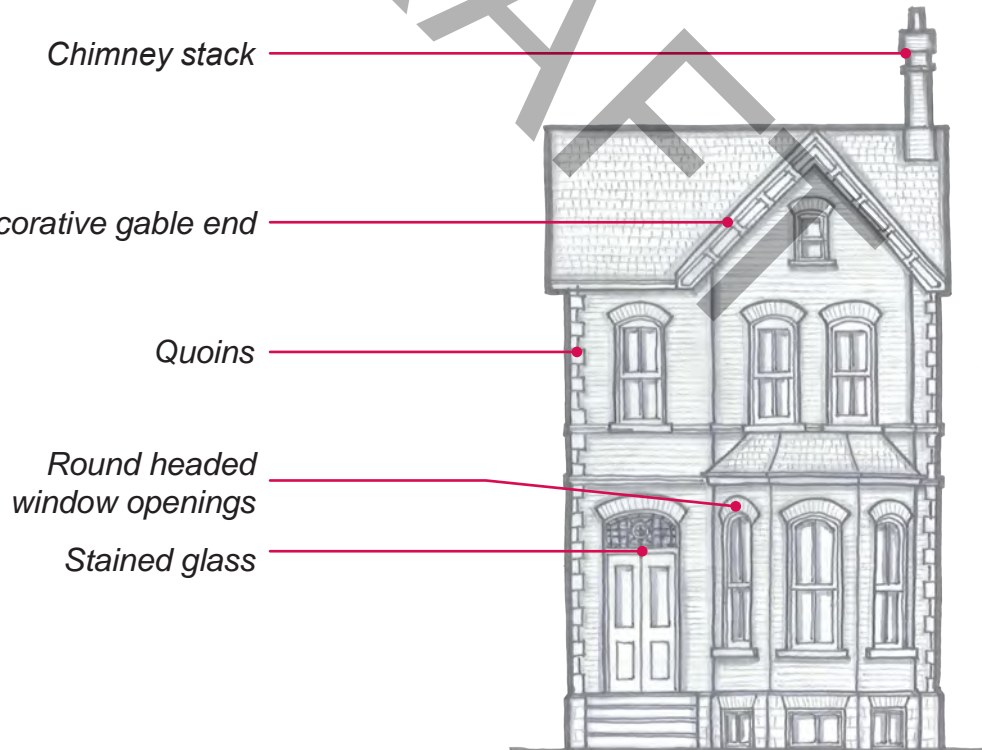 Chimney stack
corative gable end
Quoins
Round headed
window openings
Stained glass